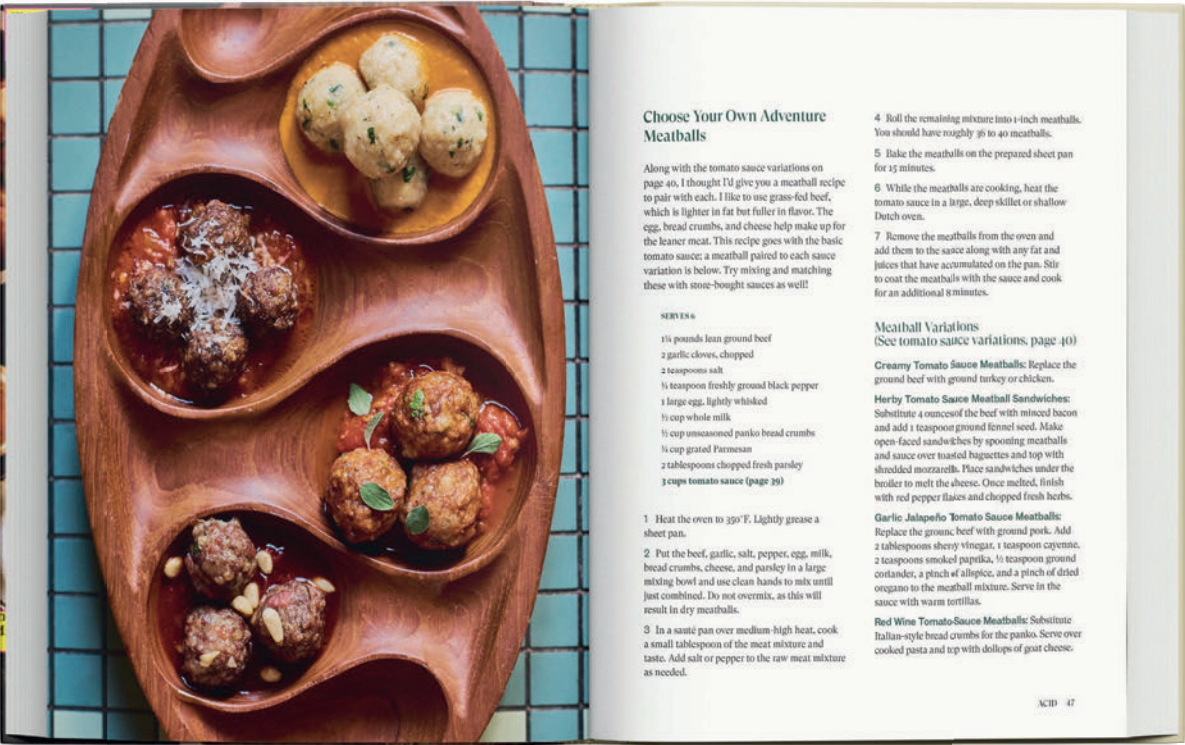 Choose Your Own Adventure
Meatballs
Along with the tomato sauce variations on
page 40, I thought I'd give you a meatball recipe
to pair with each. I like to use grass-fed beef,
which is lighter in fat but fuller in flavor. The
egg, bread crumbs, and cheese help make up for
the leaner meat. This recipe goes with the basic
tomato sauce; a meatball paired to each sauce
variation is below. Try mixing and matching
these with store-bought sauces as well!
SERVES 6
1¼ pounds lean ground beef
2 garlic cloves, chopped
2 teaspoons salt
¾ teaspoon freshly ground black pepper
1 large egg, lightly whisked
½ cup whole milk
½ cup unseasoned panko bread crumbs
¼ cup grated Parmesan
2 tablespoons chopped fresh parsley
3 cups tomato sauce (page 39)
1 Heat the oven to 350°F. Lightly grease a
sheet pan.
2 Put the beef, garlic, salt, pepper, egg, milk,
bread crumbs, cheese, and parsley in a large
mixing bowl and use clean hands to mix until
just combined. Do not overmix, as this will
result in dry meatballs.
3 In a sauté pan over medium-high heat, cook
a small tablespoon of the meat mixture and
taste. Add salt or pepper to the raw meat mixture
as needed.
4 Roll the remaining mixture into 1-inch meatballs.
You should have roughly 36 to 40 meatballs.
5 Bake the meatballs on the prepared sheet pan
for 15 minutes.
6 While the meatballs are cooking, heat the
tomato sauce in a large, deep skillet or shallow
Dutch oven.
7 Remove the meatballs from the oven and
add them to the sauce along with any fat and
juices that have accumulated on the pan. Stir
to coat the meatballs with the sauce and cook
for an additional 8 minutes.
Meatball Variations
(See tomato sauce variations, page 40)
Creamy Tomato Sauce Meatballs: Replace the
ground beef with ground turkey or chicken.
Herby Tomato Sauce Meatball Sandwiches:
Substitute 4 ounces of the beef with minced bacon
and add 1 teaspoon ground fennel seed. Make
open-faced sandwiches by spooning meatballs
and sauce over toasted baguettes and top with
shredded mozzarella. Place sandwiches under the
broiler to melt the cheese. Once melted, finish
with red pepper flakes and chopped fresh herbs.
Garlic Jalapeño Tomato Sauce Meatballs:
Replace the ground beef with ground pork. Add
2 tablespoons sherry vinegar, 1 teaspoon cayenne,
2 teaspoons smoked paprika, ½ teaspoon ground
coriander, a pinch of allspice, and a pinch of dried
oregano to the meatball mixture. Serve in the
sauce with warm tortillas.
Red Wine Tomato Sauce Meatballs: Substitute
Italian-style bread crumbs for the panko. Serve over
cooked pasta and top with dollops of goat cheese.
ACID 47